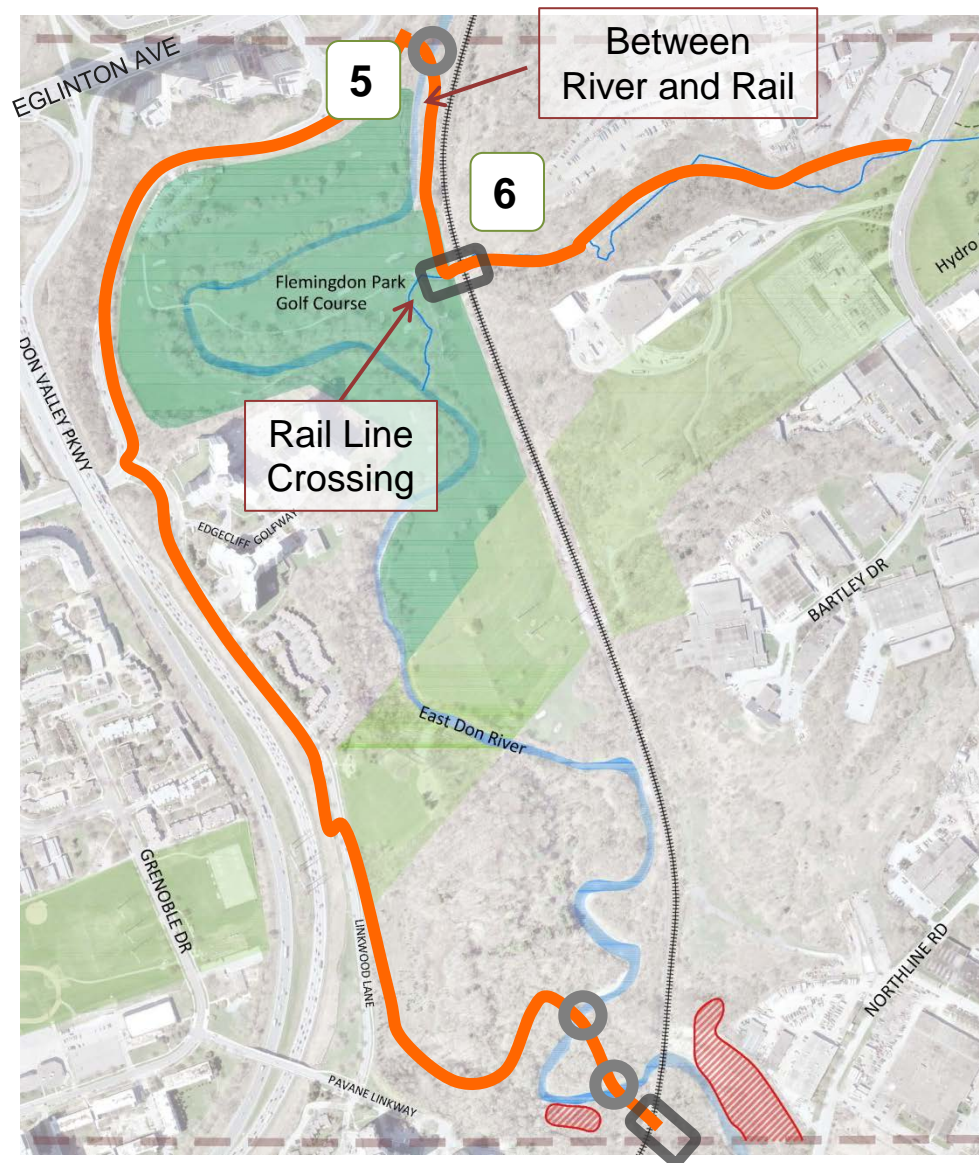 EGLINTON AVE
5
Between
River and Rail
6
Hydro
Flemingdon Park
Golf Course
DON VALLEY PKWY
Rail Line
Crossing
EDGECLIFF GOLFWAY
BARTLEY DR
East Don River
GRENOBLE DR
LINKWOOD LANE
NORTHLINE RD
PAVANE LINKWAY